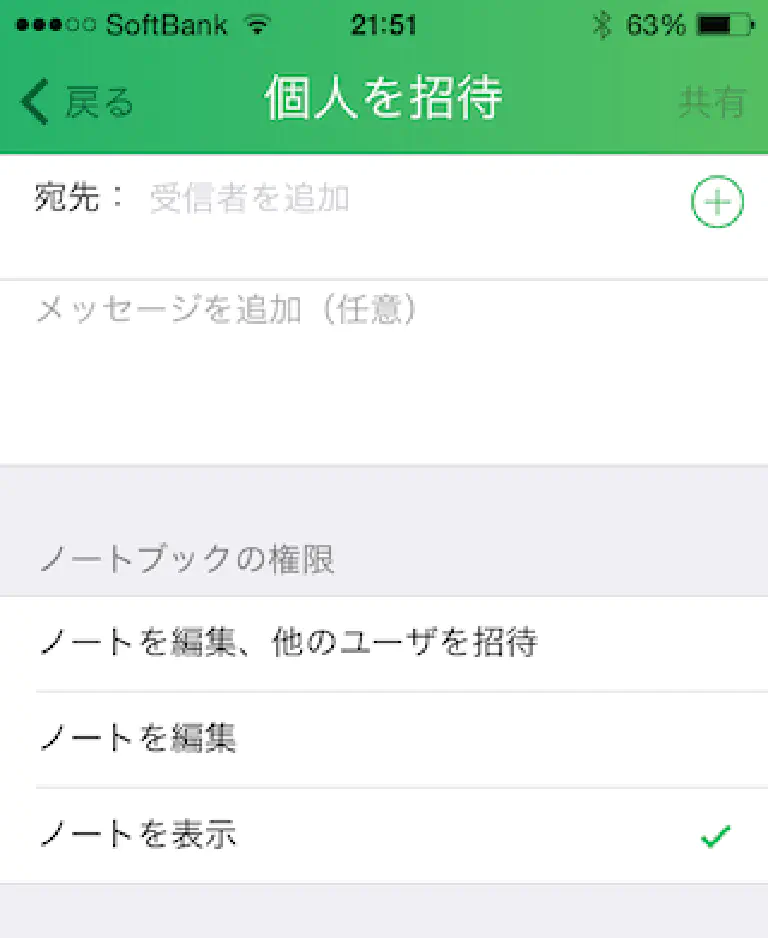 SoftBank 21:51 63%
戻る 個人を招待 共有
宛先： 受信者を追加
メッセージを追加（任意）
ノートブックの権限
ノートを編集、他のユーザを招待
ノートを編集
ノートを表示